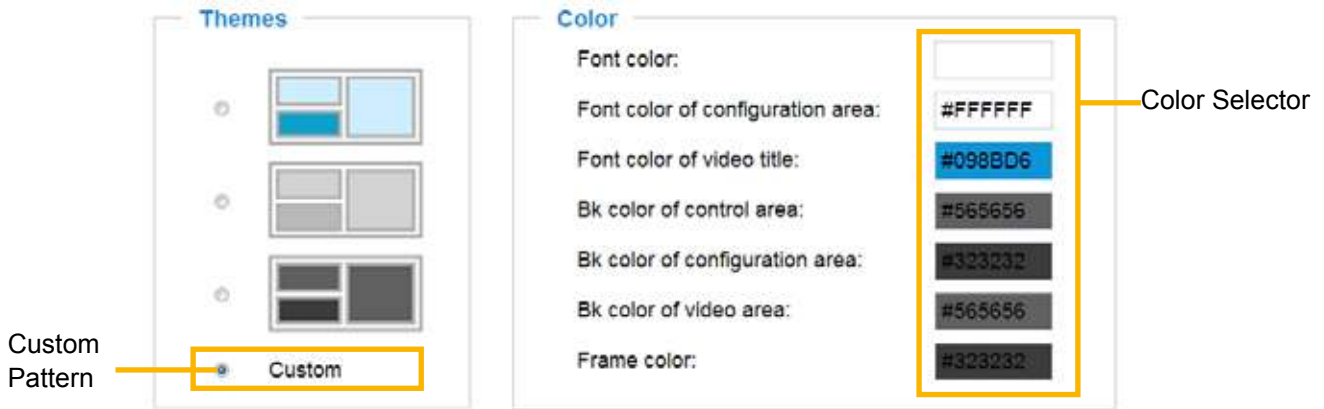 Themes
Color
Font color:
Font color of configuration area: #FFFFFF
Font color of video title: #098BD6
Bk color of control area: #565656
Bk color of configuration area: #323232
Bk color of video area: #565656
Frame color: #323232
Color Selector
Custom
Pattern
Custom